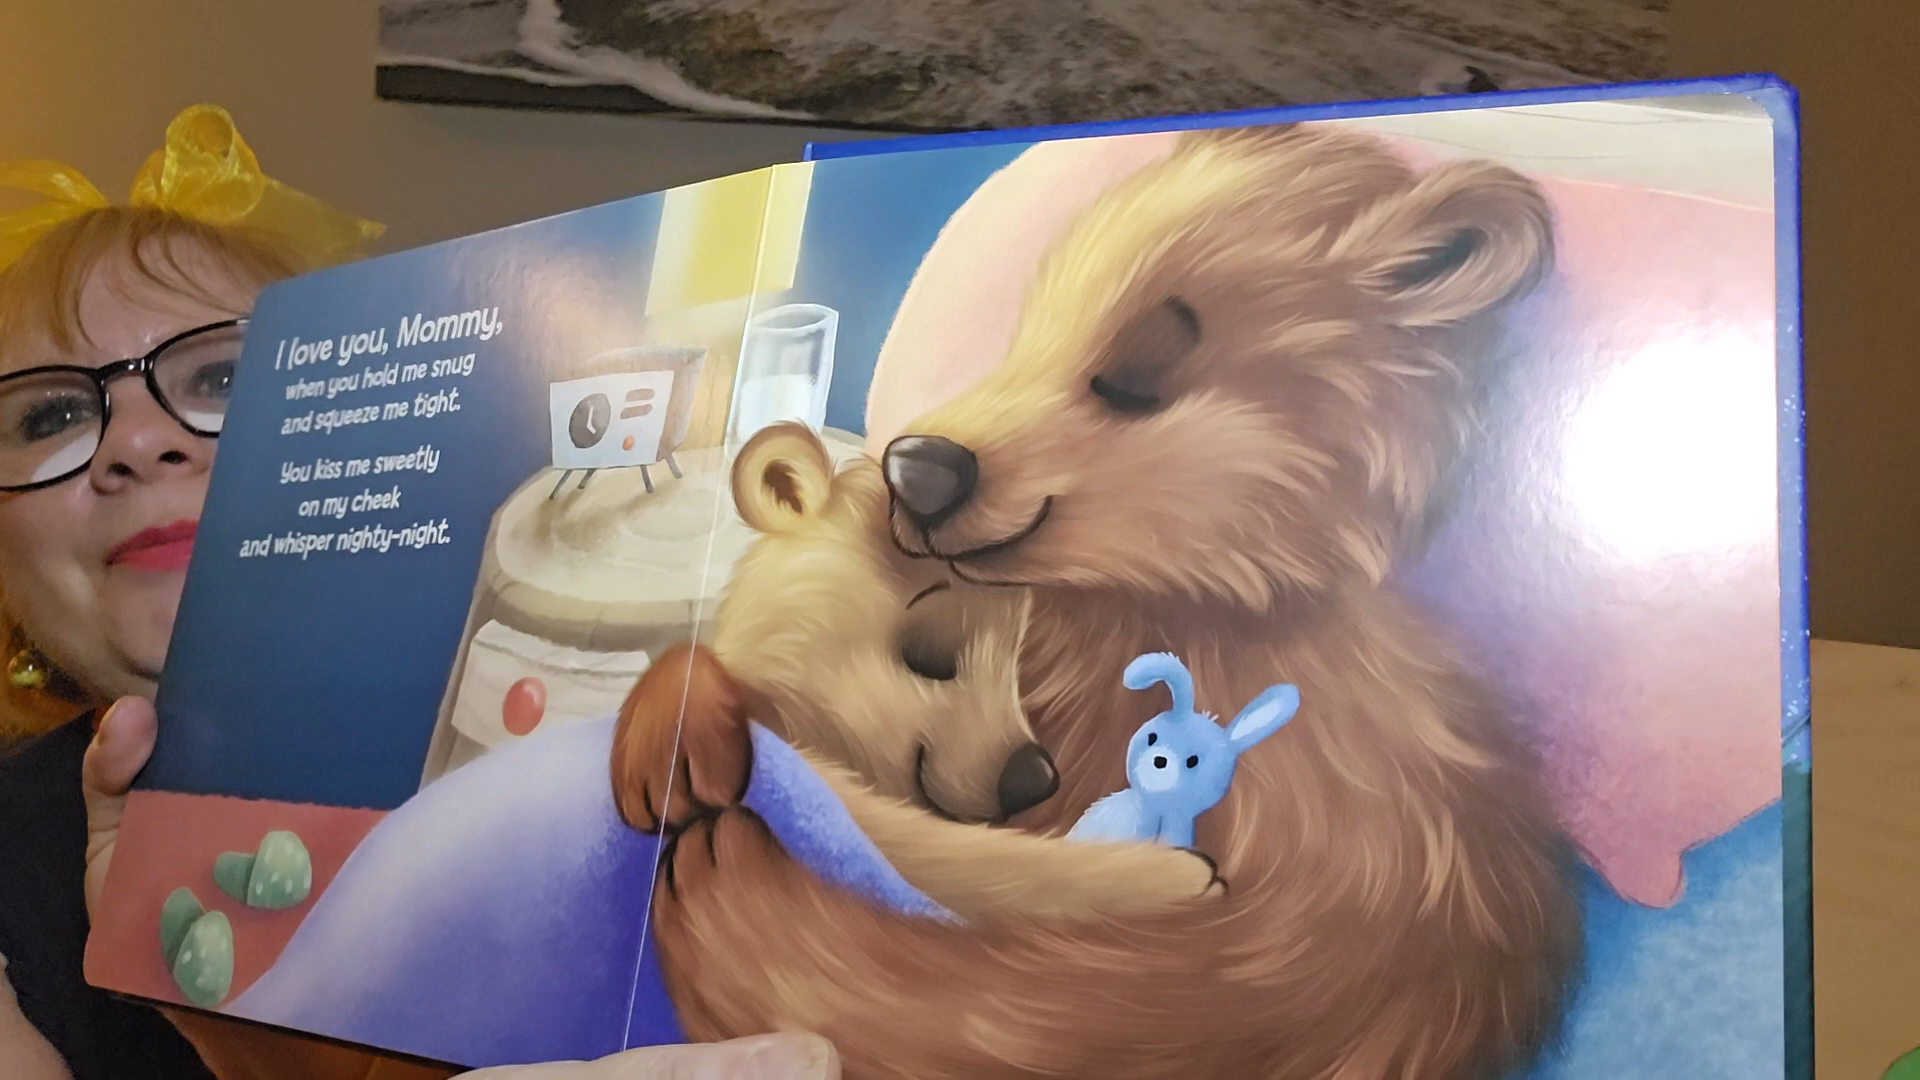 I love you, Mommy,
when you hold me snug
and squeeze me tight.
You kiss me sweetly
on my cheek
and whisper nighty-night.